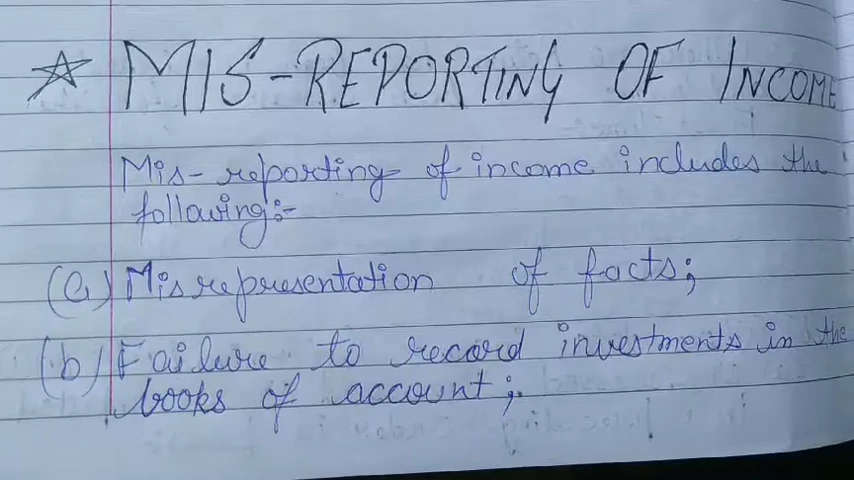 ☆ MIS-REPORTING OF INCOME
Mis-reporting of income includes the
following:-
(a) Misrepresentation of facts;
(b) Failure to record investments in the
books of account;